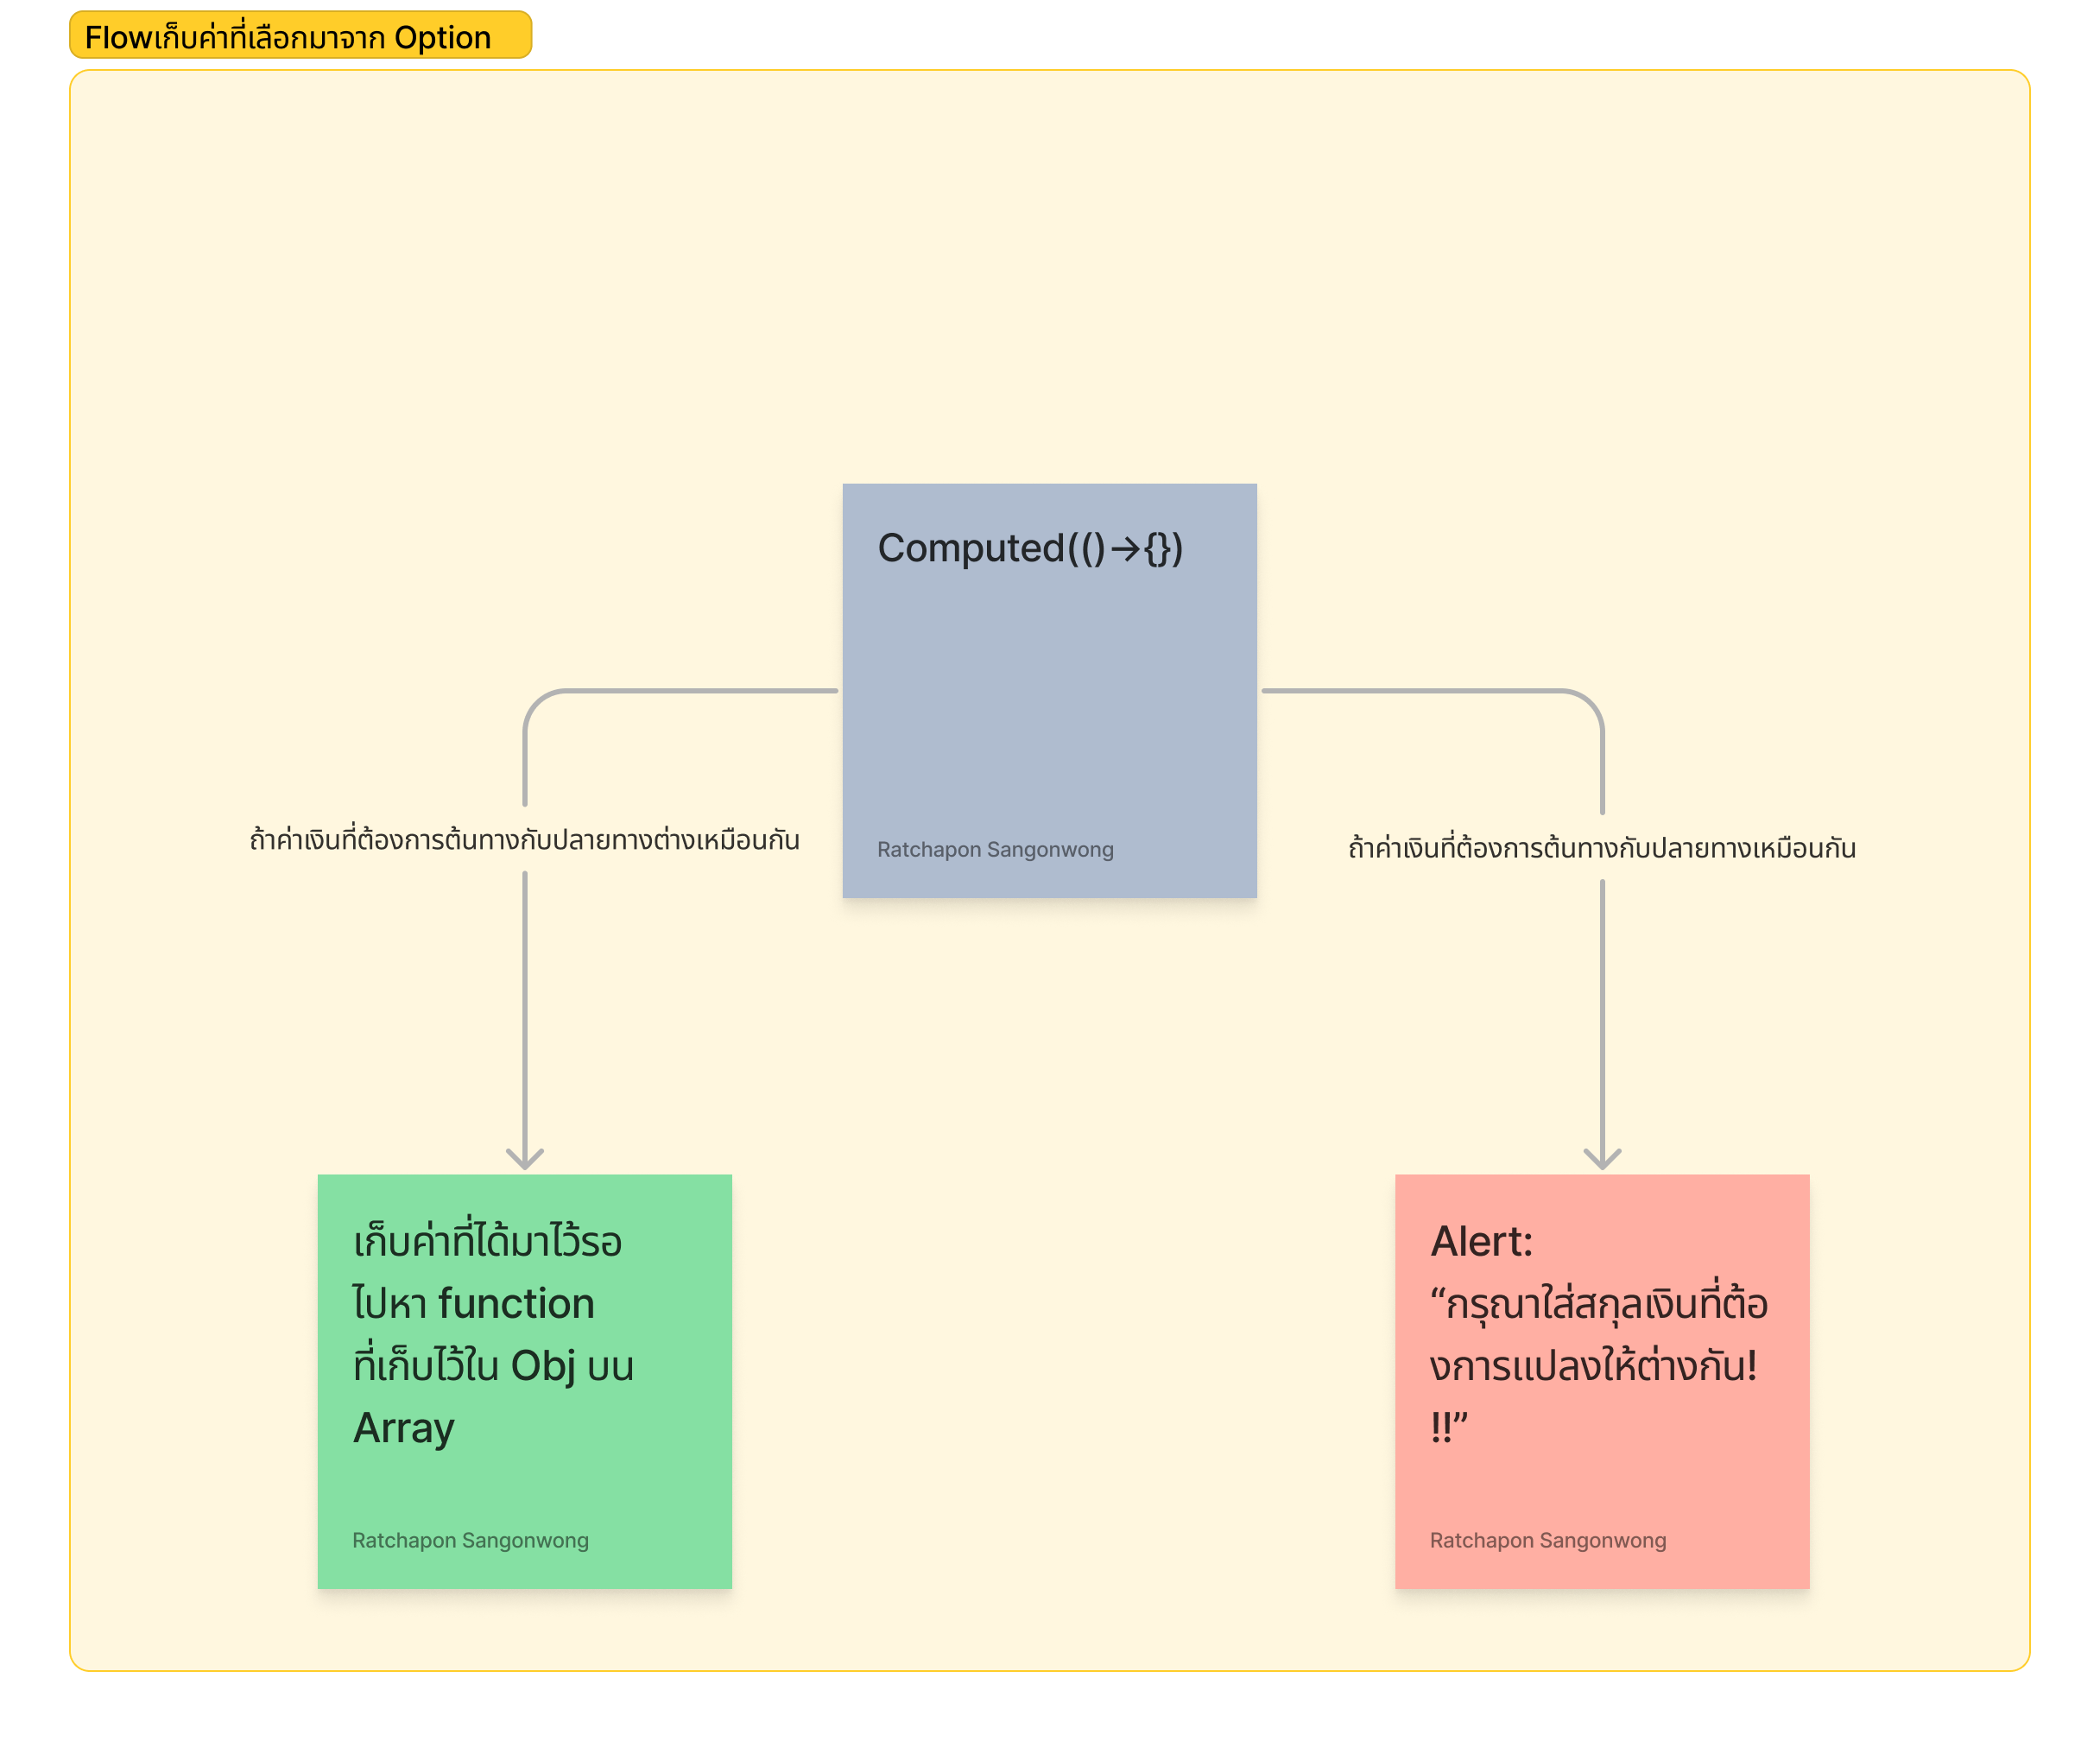 Flowเก็บค่าที่เลือกมาจาก Option
Computed(()→{})
Ratchapon Sangonwong
ถ้าค่าเงินที่ต้องการต้นทางกับปลายทางต่างเหมือนกัน
ถ้าค่าเงินที่ต้องการต้นทางกับปลายทางเหมือนกัน
เก็บค่าที่ได้มาไว้รอ
ไปหา function
ที่เก็บไว้ใน Obj บน
Array
Ratchapon Sangonwong
Alert:
“กรุณาใส่สกุลเงินที่ต้อ
งการแปลงให้ต่างกัน!
!!”
Ratchapon Sangonwong